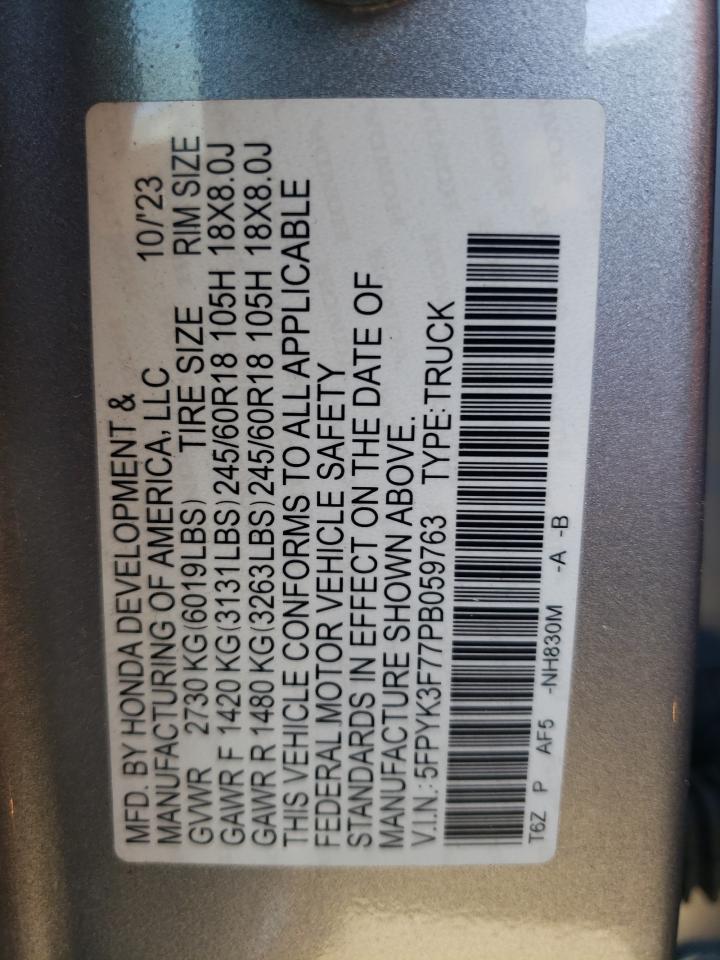 MFD. BY HONDA DEVELOPMENT &
MANUFACTURING OF AMERICA, LLC 10/'23
GVWR 2730 KG(6019LBS) TIRE SIZE RIM SIZE
GAWR F 1420 KG(3131LBS)245/60R18 105H 18X8.0J
GAWR R 1480 KG(3263LBS)245/60R18 105H 18X8.0J
THIS VEHICLE CONFORMS TO ALL APPLICABLE
FEDERAL MOTOR VEHICLE SAFETY
STANDARDS IN EFFECT ON THE DATE OF
MANUFACTURE SHOWN ABOVE.
V.I.N.:5FPYK3F77PB059763 TYPE:TRUCK
T6Z P AF5 -NH830M -A -B